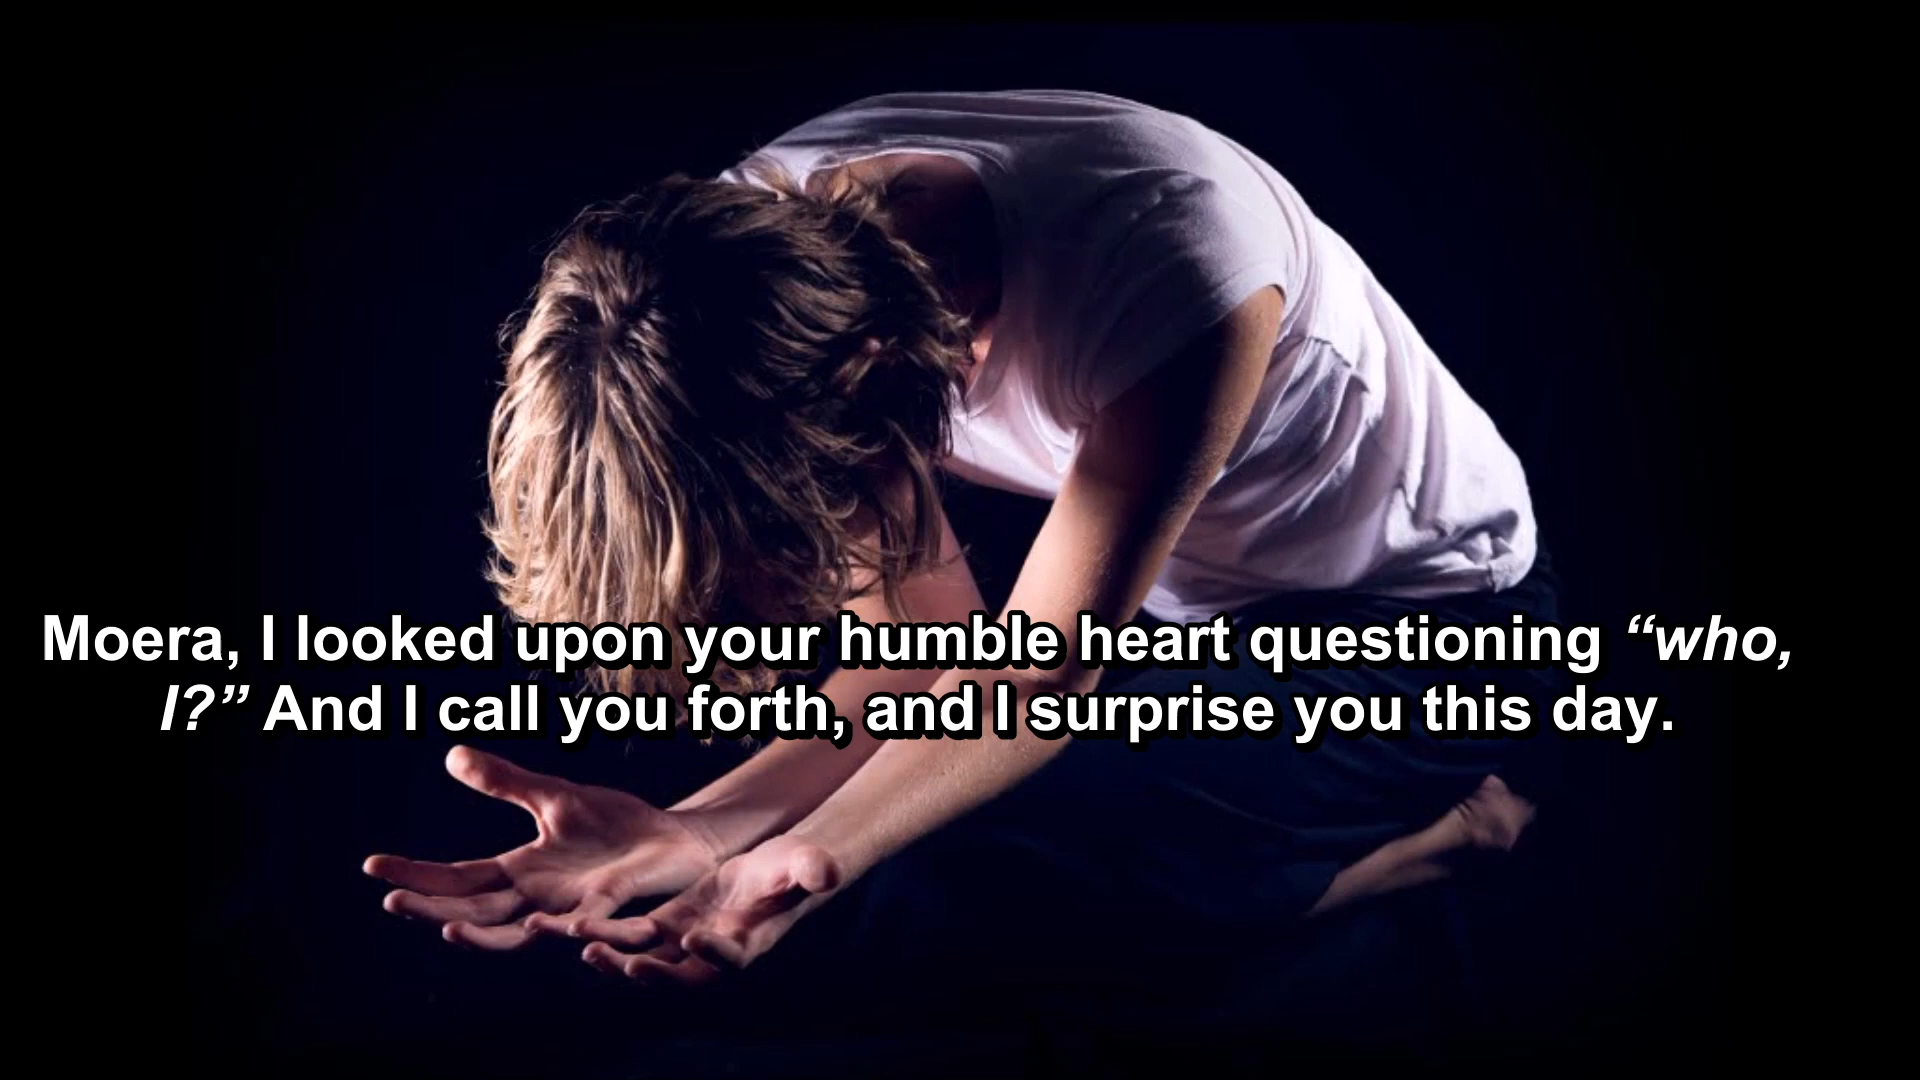 Moera, I looked upon your humble heart questioning “who,
I?” And I call you forth, and I surprise you this day.